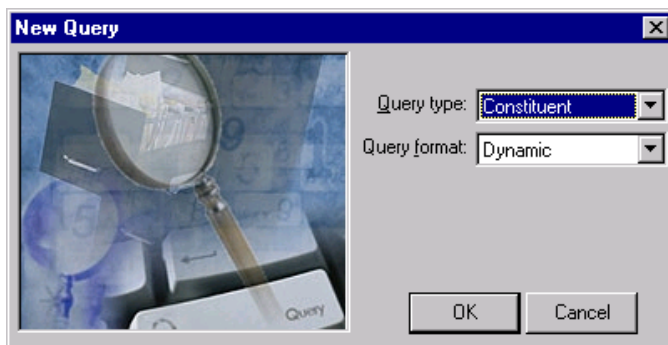 New Query
Query type: Constituent
Query format: Dynamic
Query
OK Cancel